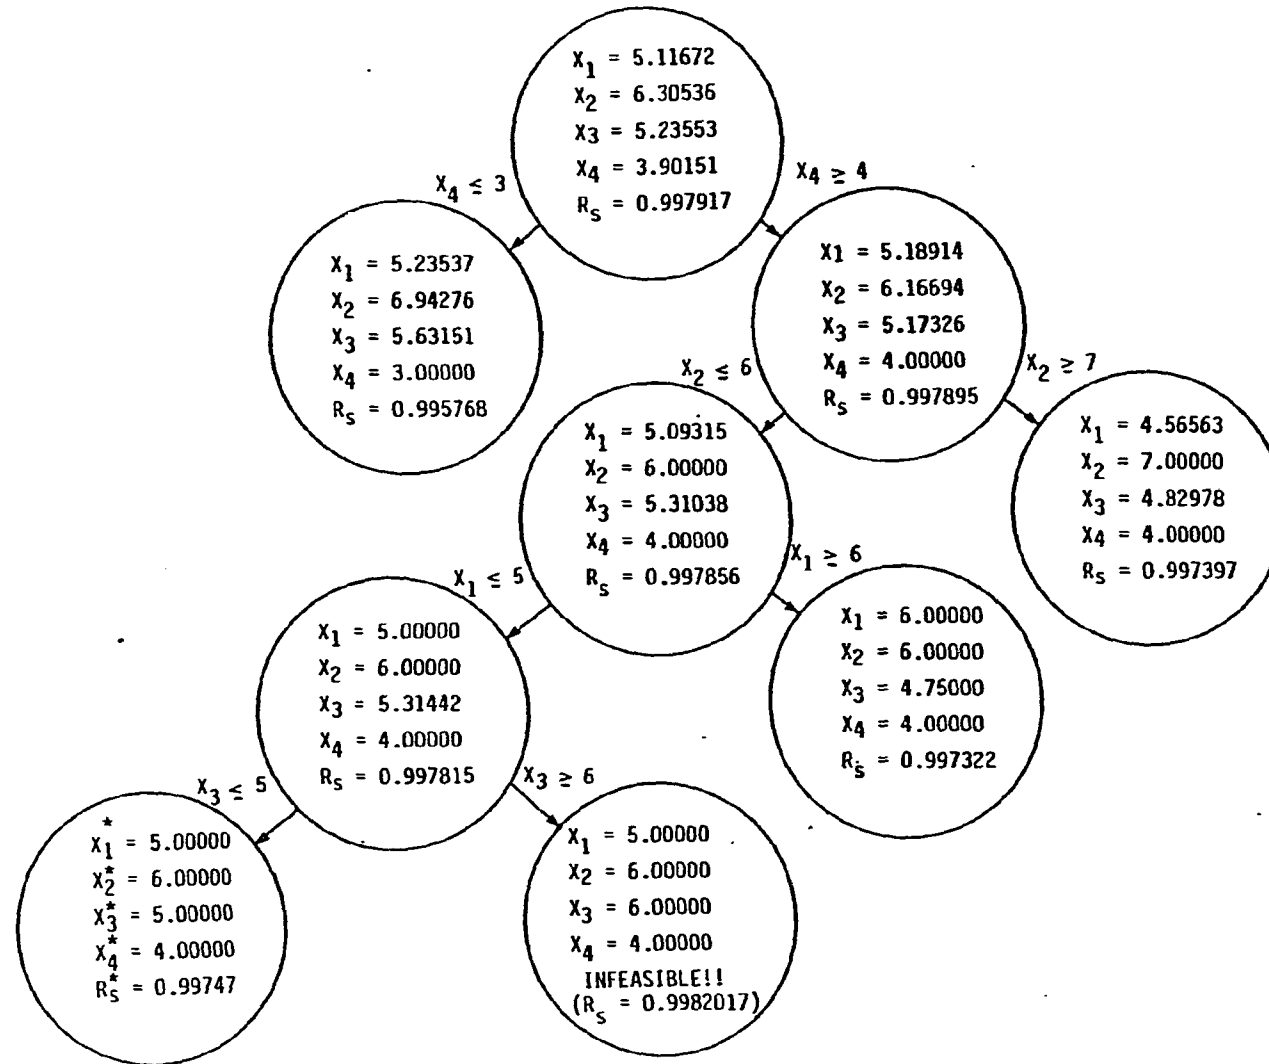 X1 = 5.11672
X2 = 6.30536
X3 = 5.23553
X4 = 3.90151
Rs = 0.997917
X4 ≤ 3
X4 ≥ 4
X1 = 5.23537
X2 = 6.94276
X3 = 5.63151
X4 = 3.00000
Rs = 0.995768
X1 = 5.18914
X2 = 6.16694
X3 = 5.17326
X4 = 4.00000
Rs = 0.997895
X2 ≤ 6
X2 ≥ 7
X1 = 5.09315
X2 = 6.00000
X3 = 5.31038
X4 = 4.00000
Rs = 0.997856
X1 = 4.56563
X2 = 7.00000
X3 = 4.82978
X4 = 4.00000
Rs = 0.997397
X1 ≤ 5
X1 ≥ 6
X1 = 5.00000
X2 = 6.00000
X3 = 5.31442
X4 = 4.00000
Rs = 0.997815
X1 = 6.00000
X2 = 6.00000
X3 = 4.75000
X4 = 4.00000
Rs = 0.997322
X3 ≤ 5
X3 ≥ 6
X1* = 5.00000
X2* = 6.00000
X3* = 5.00000
X4* = 4.00000
Rs* = 0.99747
X1 = 5.00000
X2 = 6.00000
X3 = 6.00000
X4 = 4.00000
INFEASIBLE!!
(Rs = 0.9982017)